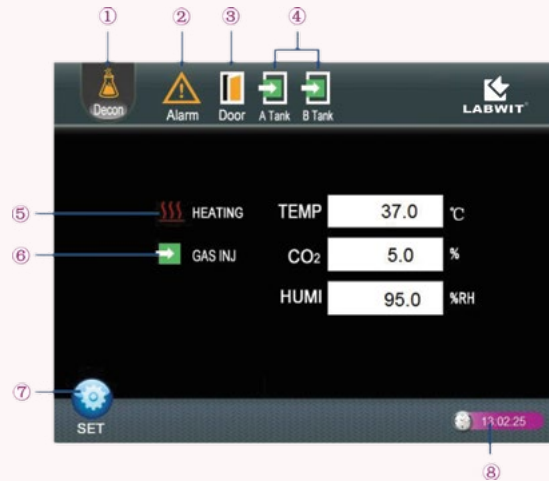 ① ② ③ ④
Decon Alarm Door A Tank B Tank LABWIT
⑤ HEATING TEMP 37.0 ℃
⑥ GAS INJ CO₂ 5.0 %
HUMI 95.0 %RH
⑦
SET 13:02:25
⑧